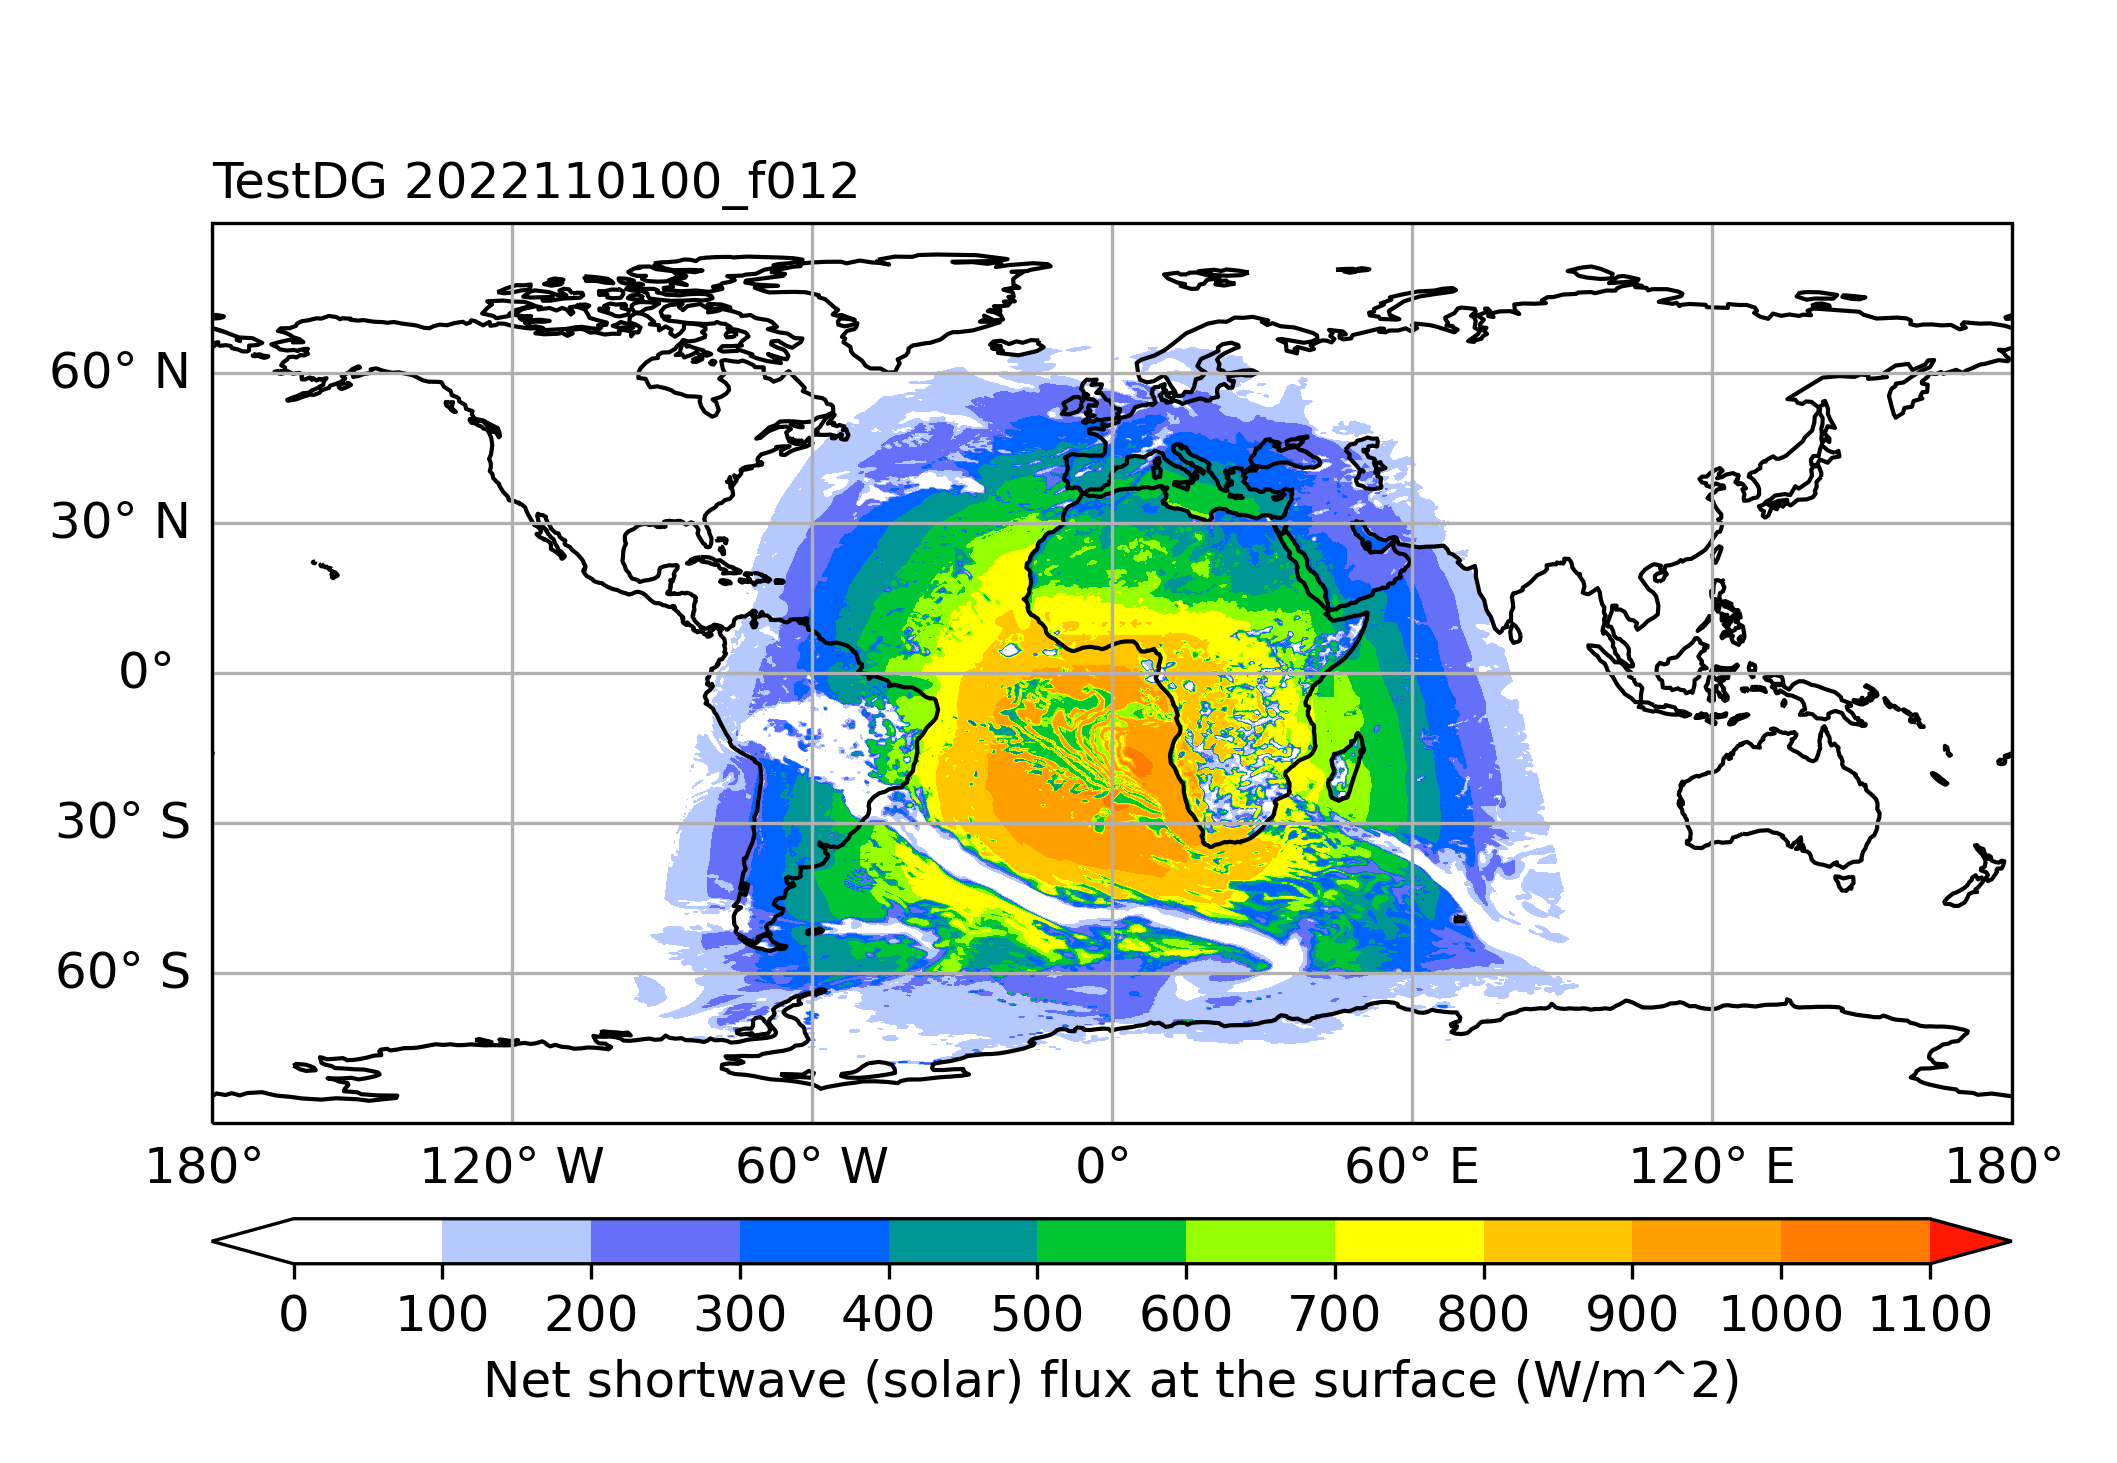 TestDG 2022110100_f012
60° N
30° N
0°
30° S
60° S
180° 120° W 60° W 0° 60° E 120° E 180°
0 100 200 300 400 500 600 700 800 900 1000 1100
Net shortwave (solar) flux at the surface (W/m^2)